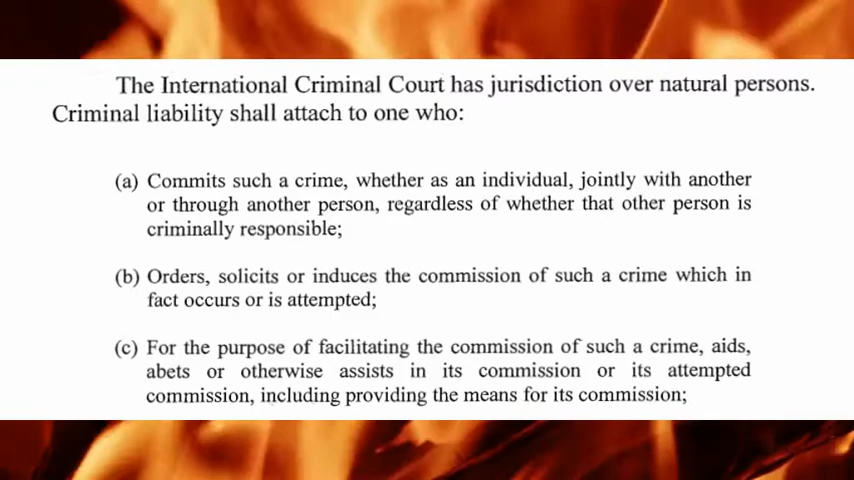 The International Criminal Court has jurisdiction over natural persons.
Criminal liability shall attach to one who:
(a) Commits such a crime, whether as an individual, jointly with another
or through another person, regardless of whether that other person is
criminally responsible;
(b) Orders, solicits or induces the commission of such a crime which in
fact occurs or is attempted;
(c) For the purpose of facilitating the commission of such a crime, aids,
abets or otherwise assists in its commission or its attempted
commission, including providing the means for its commission;